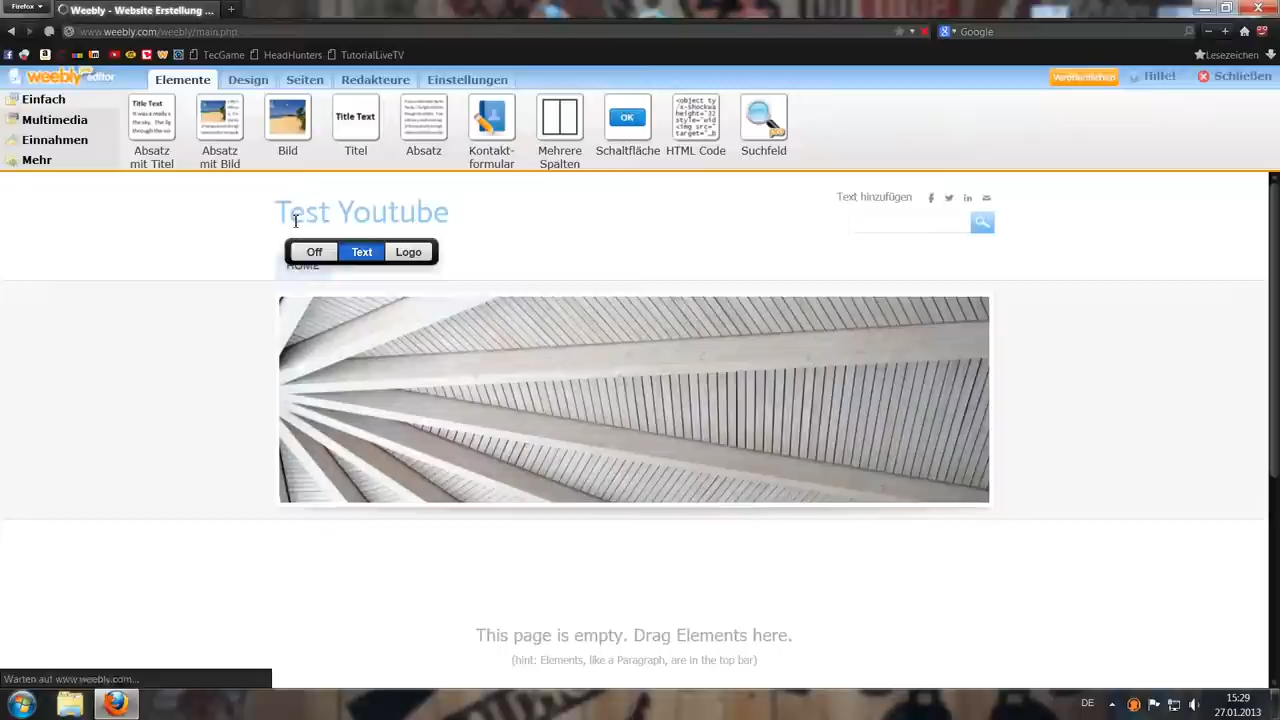 Firefox
Weebly - Website Erstellung ...
www.weebly.com/weebly/main.php
Google
TecGame
HeadHunters
TutorialLiveTV
Lesezeichen
weebly editor
Elemente
Design
Seiten
Redakteure
Einstellungen
Veröffentlichen
Hilfe!
Schließen
Einfach
Multimedia
Einnahmen
Mehr
Title Text
Title Text
OK
Absatz mit Titel
Absatz mit Bild
Bild
Titel
Absatz
Kontakt-formular
Mehrere Spalten
Schaltfläche
HTML Code
Suchfeld
Test Youtube
Text hinzufügen
Off
Text
Logo
HOME
This page is empty. Drag Elements here.
(hint: Elements, like a Paragraph, are in the top bar)
Warten auf www.weebly.com...
DE
15:29
27.01.2013